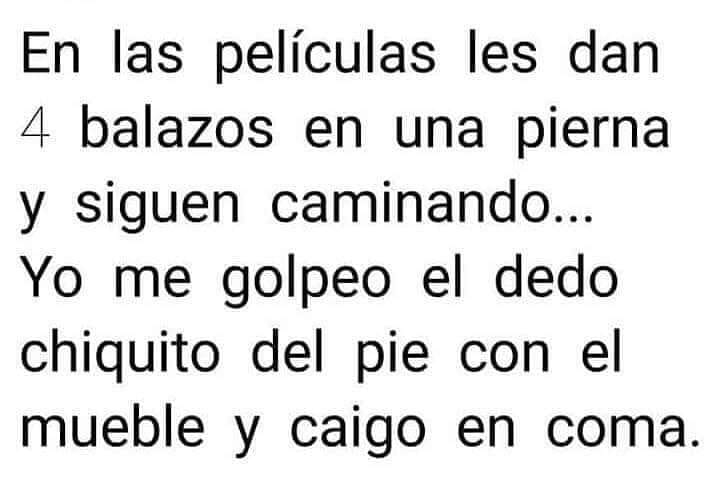 En las películas les dan
4 balazos en una pierna
y siguen caminando...
Yo me golpeo el dedo
chiquito del pie con el
mueble y caigo en coma.